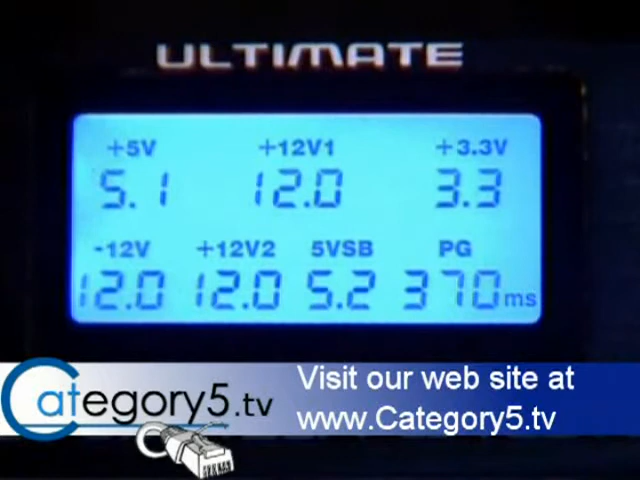 ULTIMATE
+5V +12V1 +3.3V
5.1 12.0 3.3
-12V +12V2 5VSB PG
12.0 12.0 5.2 370ms
Category5.tv
Visit our web site at
www.Category5.tv